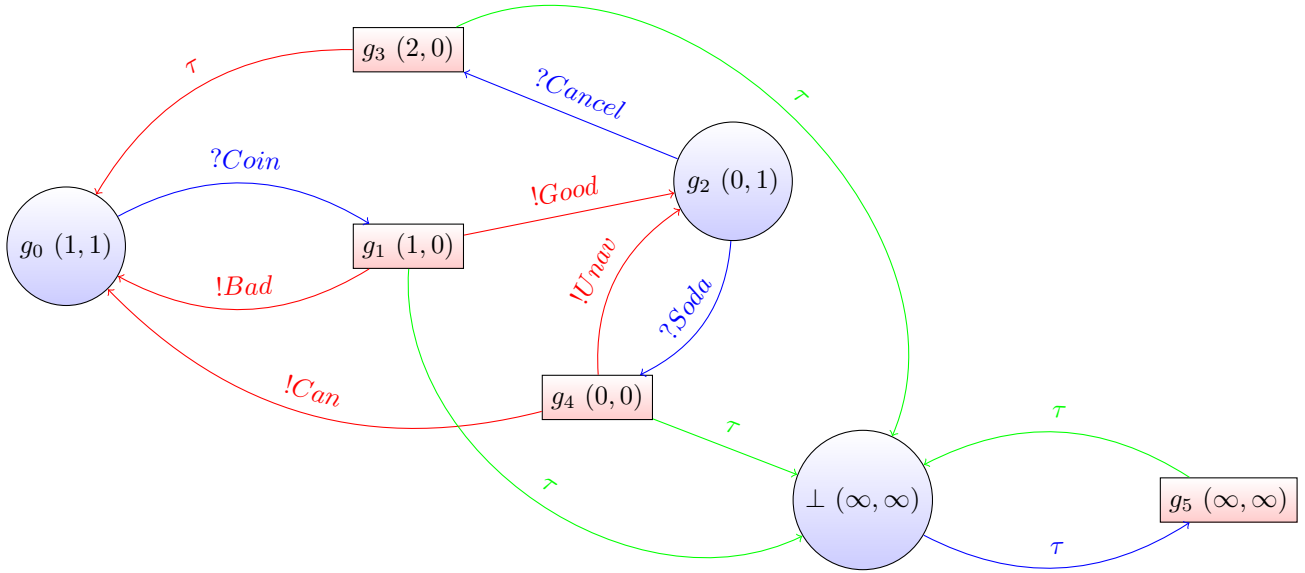 g₃ (2, 0)
τ
τ
?Cancel
?Coin
g₂ (0, 1)
!Good
g₀ (1, 1)
g₁ (1, 0)
!Unav
!Bad
?Soda
!Can
g₄ (0, 0)
τ
τ
τ
⊥ (∞, ∞)
g₅ (∞, ∞)
τ